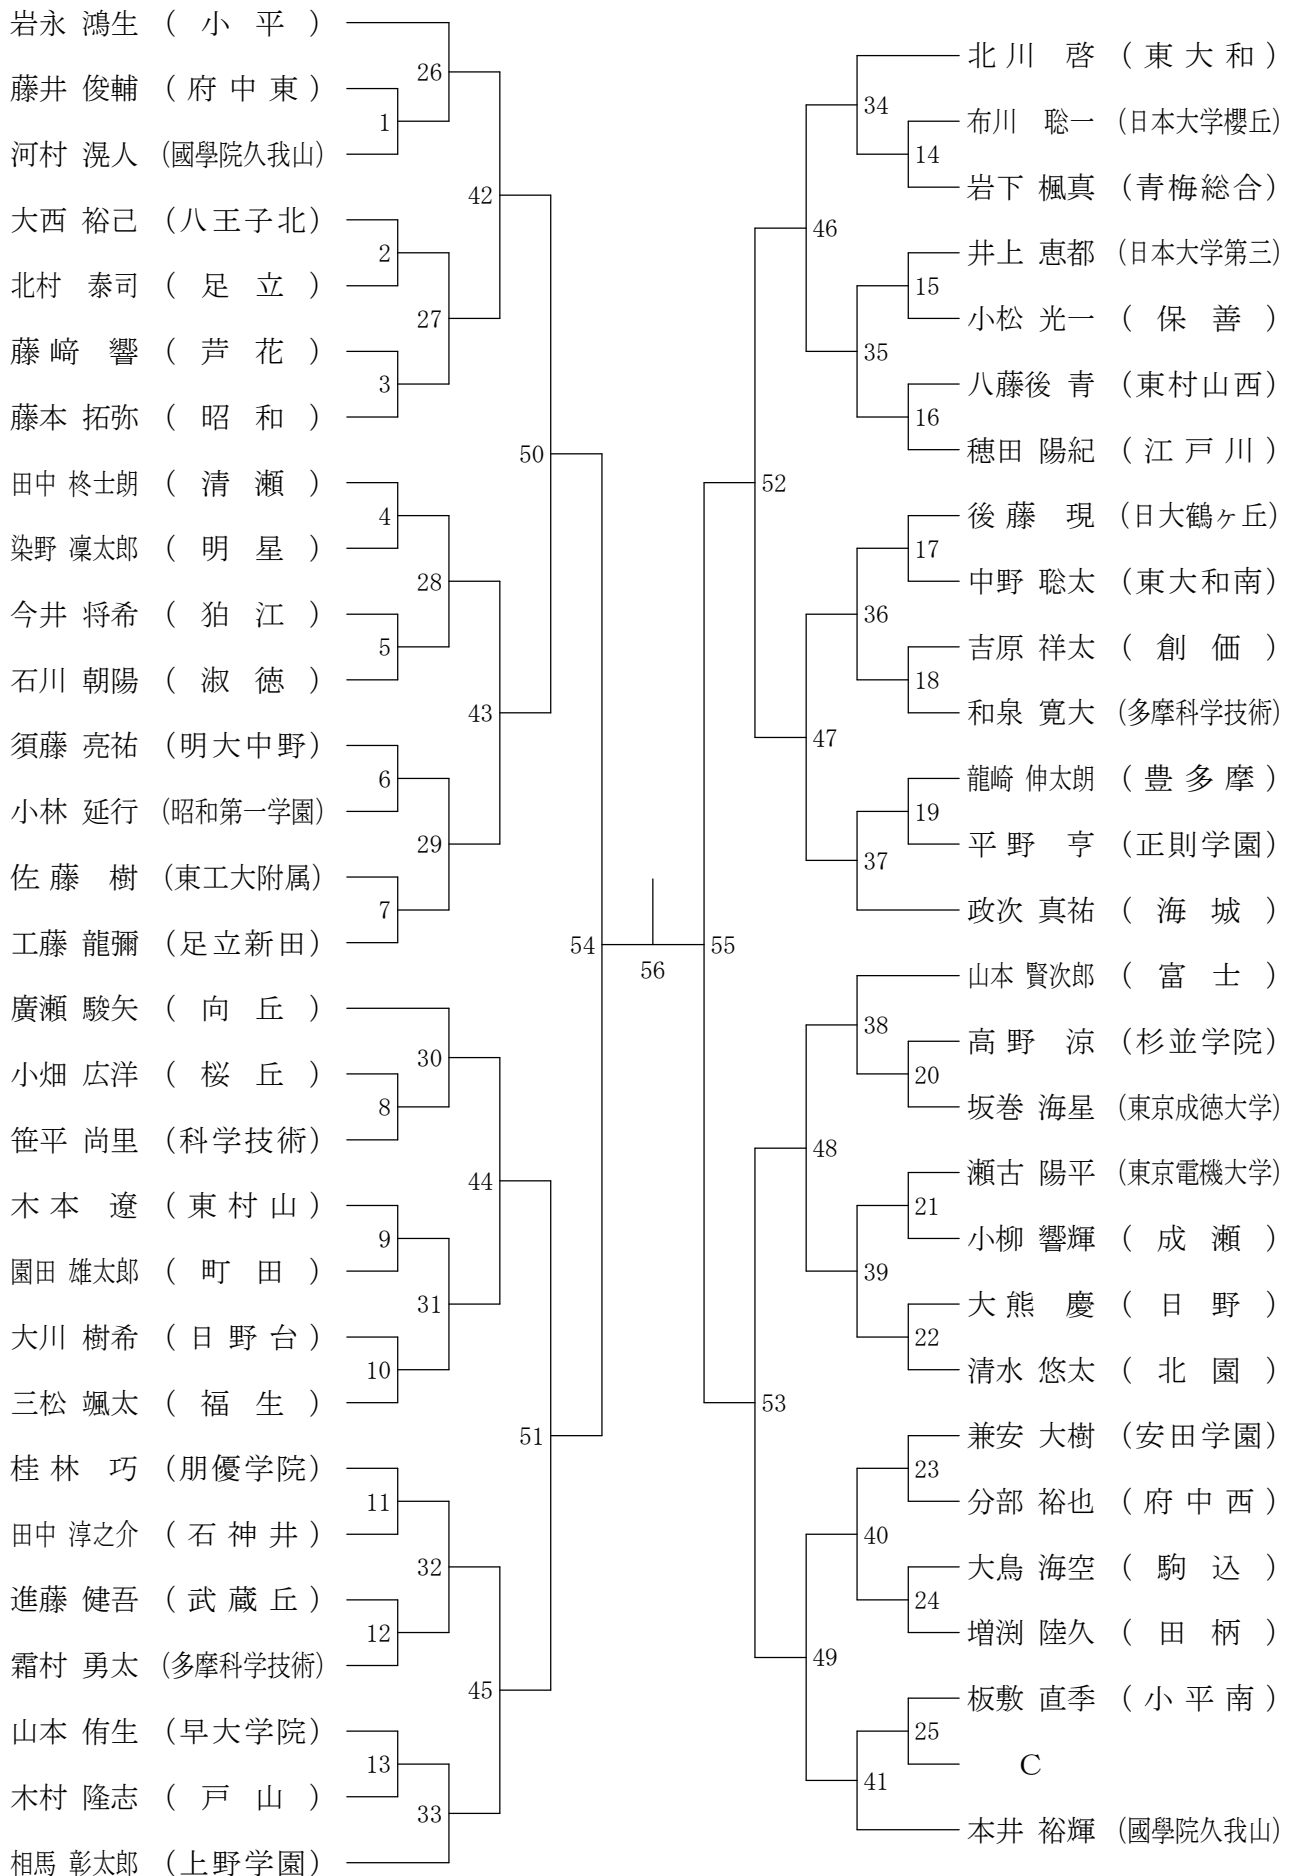 岩永 鴻生 （ 小 平 ）
藤井 俊輔 （ 府 中 東 ）
河村 滉人 （國學院久我山）
大西 裕己 （八王子北）
北村 泰司 （ 足 立 ）
藤 﨑 響 （ 芦 花 ）
藤本 拓弥 （ 昭 和 ）
田中 柊士朗 （ 清 瀬 ）
染野 凜太郎 （ 明 星 ）
今井 将希 （ 狛 江 ）
石川 朝陽 （ 淑 徳 ）
須藤 亮祐 （明大中野）
小林 延行 （昭和第一学園）
佐 藤 樹 （東工大附属）
工藤 龍彌 （足立新田）
廣瀬 駿矢 （ 向 丘 ）
小畑 広洋 （ 桜 丘 ）
笹平 尚里 （科学技術）
木 本 遼 （ 東 村 山 ）
園田 雄太郎 （ 町 田 ）
大川 樹希 （ 日 野 台 ）
三松 颯太 （ 福 生 ）
桂 林 巧 （朋優学院）
田中 淳之介 （ 石 神 井 ）
進藤 健吾 （ 武 蔵 丘 ）
霜村 勇太 （多摩科学技術）
山本 侑生 （早大学院）
木村 隆志 （ 戸 山 ）
相馬 彰太郎 （上野学園）
1
2
3
4
5
6
7
8
9
10
11
12
13
26
27
28
29
30
31
32
33
42
43
44
45
50
51
54
56
55
52
53
46
47
48
49
34
35
36
37
38
39
40
41
14
15
16
17
18
19
20
21
22
23
24
25
北 川 啓 （ 東 大 和 ）
布川 聡一 （日本大学櫻丘）
岩下 楓真 （青梅総合）
井上 恵都 （日本大学第三）
小松 光一 （ 保 善 ）
八藤後 青 （東村山西）
穂田 陽紀 （ 江 戸 川 ）
後 藤 現 （日大鶴ヶ丘）
中野 聡太 （東大和南）
吉原 祥太 （ 創 価 ）
和泉 寛大 （多摩科学技術）
龍崎 伸太朗 （ 豊 多 摩 ）
平 野 亨 （正則学園）
政次 真祐 （ 海 城 ）
山本 賢次郎 （ 富 士 ）
高 野 涼 （杉並学院）
坂巻 海星 （東京成徳大学）
瀬古 陽平 （東京電機大学）
小柳 響輝 （ 成 瀬 ）
大 熊 慶 （ 日 野 ）
清水 悠太 （ 北 園 ）
兼安 大樹 （安田学園）
分部 裕也 （ 府 中 西 ）
大鳥 海空 （ 駒 込 ）
増渕 陸久 （ 田 柄 ）
板敷 直季 （ 小 平 南 ）
C
本井 裕輝 （國學院久我山）